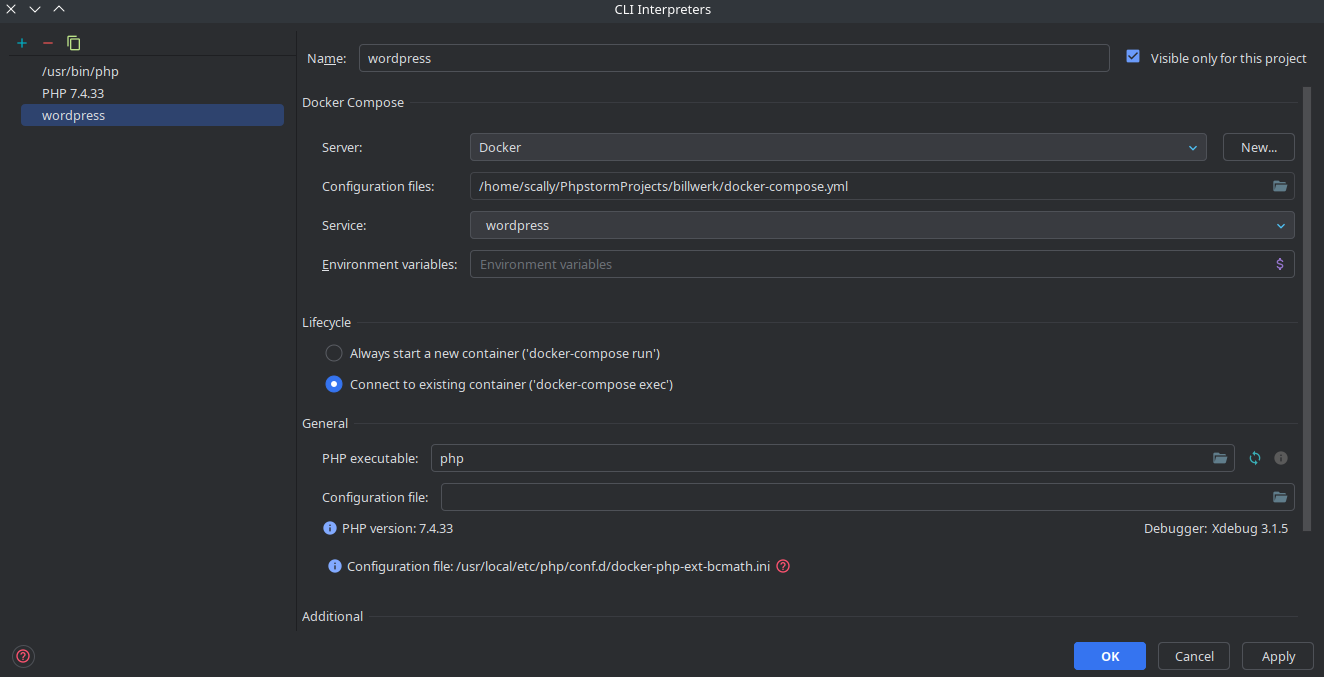 CLI Interpreters
/usr/bin/php
PHP 7.4.33
wordpress
Name: wordpress Visible only for this project
Docker Compose
Server: Docker New...
Configuration files: /home/scally/PhpstormProjects/billwerk/docker-compose.yml
Service: wordpress
Environment variables: Environment variables $
Lifecycle
Always start a new container ('docker-compose run')
Connect to existing container ('docker-compose exec')
General
PHP executable: php
Configuration file:
PHP version: 7.4.33 Debugger: Xdebug 3.1.5
Configuration file: /usr/local/etc/php/conf.d/docker-php-ext-bcmath.ini
Additional
OK Cancel Apply